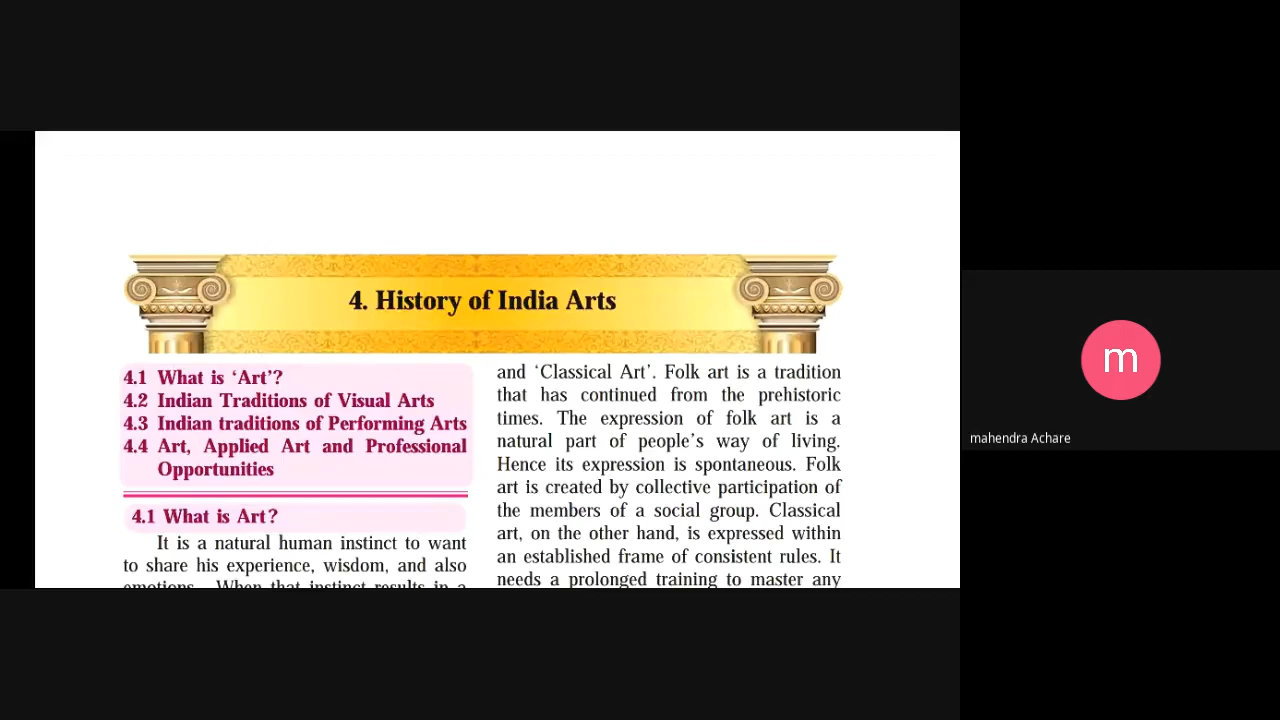 4. History of India Arts
4.1 What is ‘Art’?
4.2 Indian Traditions of Visual Arts
4.3 Indian traditions of Performing Arts
4.4 Art, Applied Art and Professional
Opportunities
4.1 What is Art?
It is a natural human instinct to want
to share his experience, wisdom, and also
emotions. When that instinct results in a
and ‘Classical Art’. Folk art is a tradition
that has continued from the prehistoric
times. The expression of folk art is a
natural part of people’s way of living.
Hence its expression is spontaneous. Folk
art is created by collective participation of
the members of a social group. Classical
art, on the other hand, is expressed within
an established frame of consistent rules. It
needs a prolonged training to master any
m
mahendra Achare